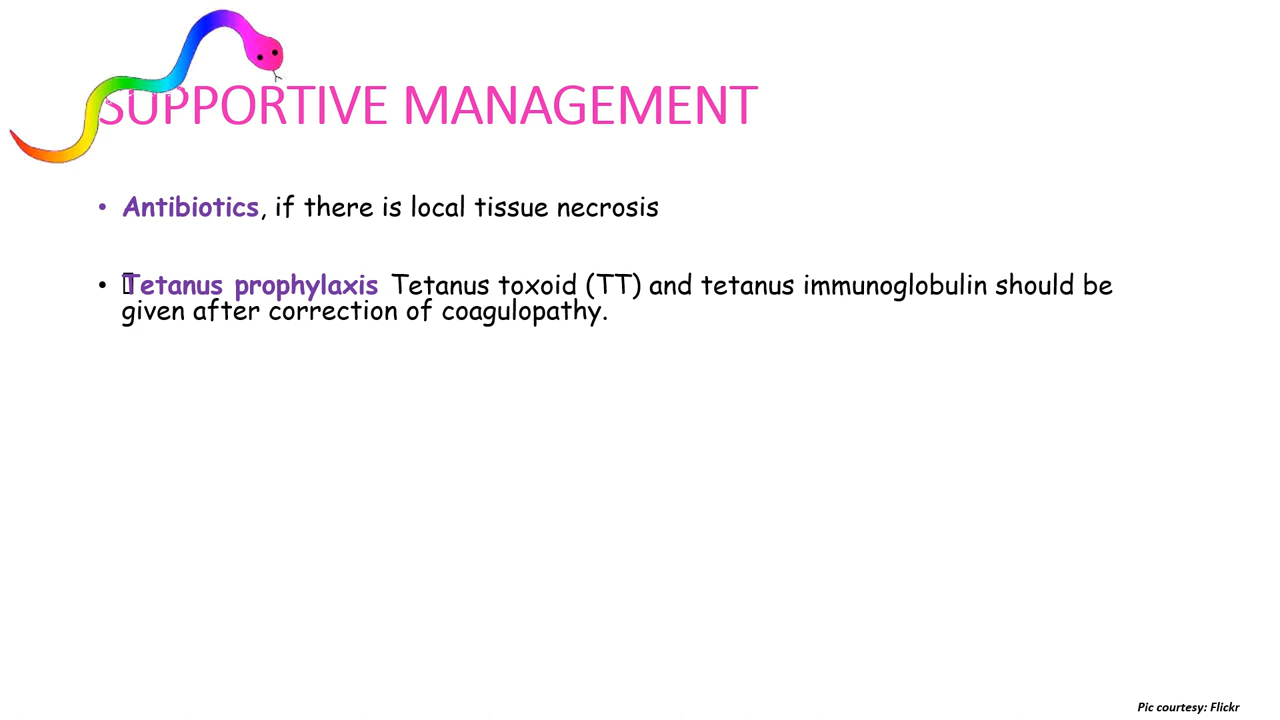 SUPPORTIVE MANAGEMENT
• Antibiotics, if there is local tissue necrosis
• Tetanus prophylaxis Tetanus toxoid (TT) and tetanus immunoglobulin should be
given after correction of coagulopathy.
Pic courtesy: Flickr